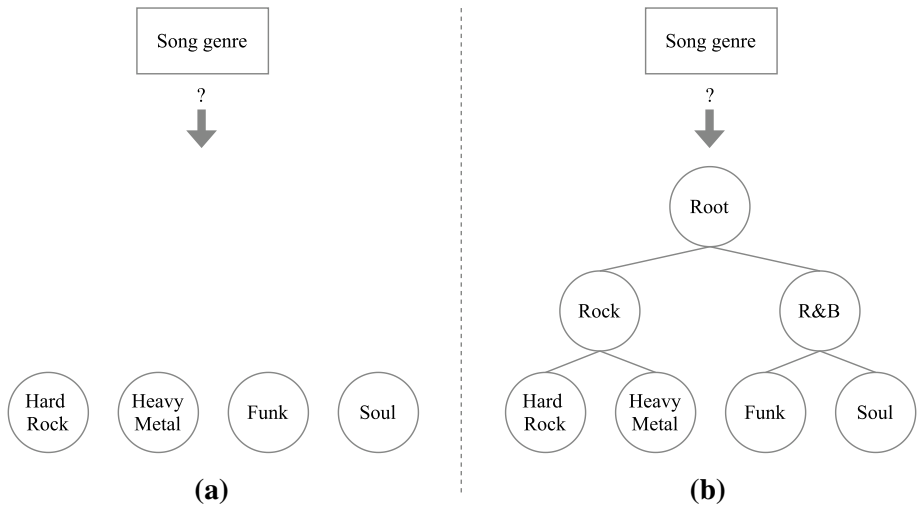 Song genre
?
Hard
Rock
Heavy
Metal
Funk
Soul
(a)
Song genre
?
Root
Rock
R&B
Hard
Rock
Heavy
Metal
Funk
Soul
(b)